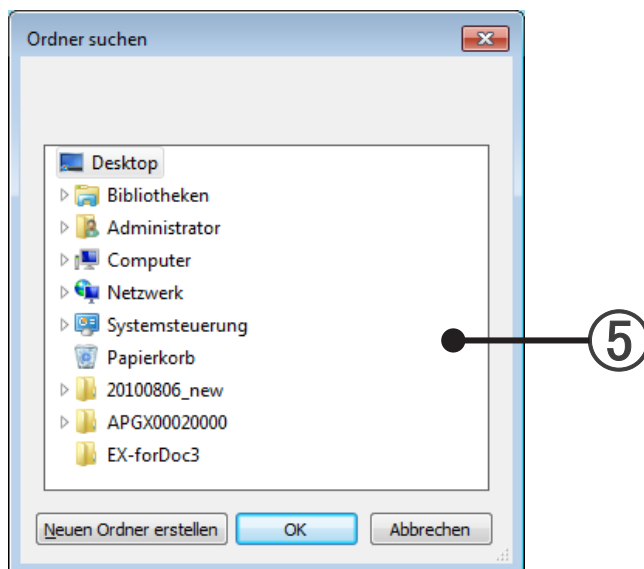 Ordner suchen
Desktop
Bibliotheken
Administrator
Computer
Netzwerk
Systemsteuerung
⑤
Papierkorb
20100806_new
APGX00020000
EX-forDoc3
Neuen Ordner erstellen OK Abbrechen